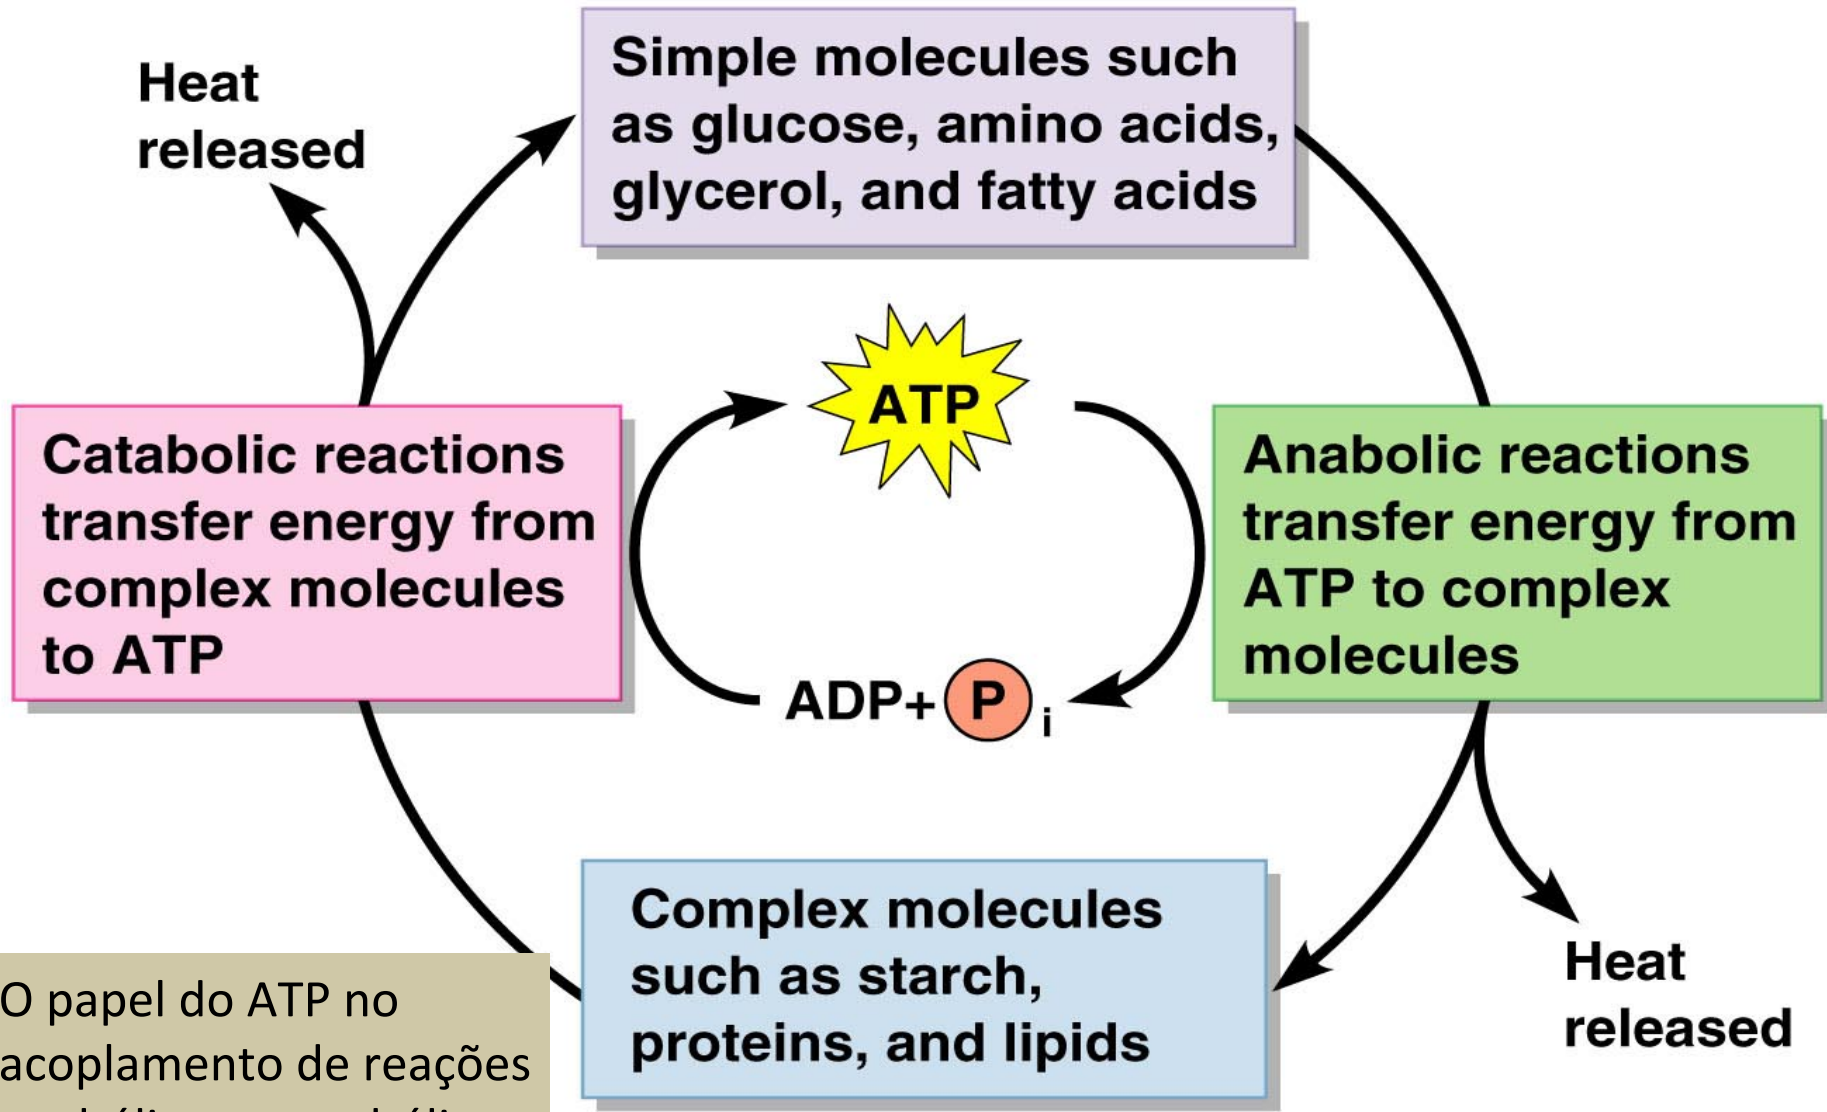 Heat
released
Simple molecules such
as glucose, amino acids,
glycerol, and fatty acids
ATP
Catabolic reactions
transfer energy from
complex molecules
to ATP
Anabolic reactions
transfer energy from
ATP to complex
molecules
ADP+ P i
Complex molecules
such as starch,
proteins, and lipids
Heat
released
O papel do ATP no
acoplamento de reações